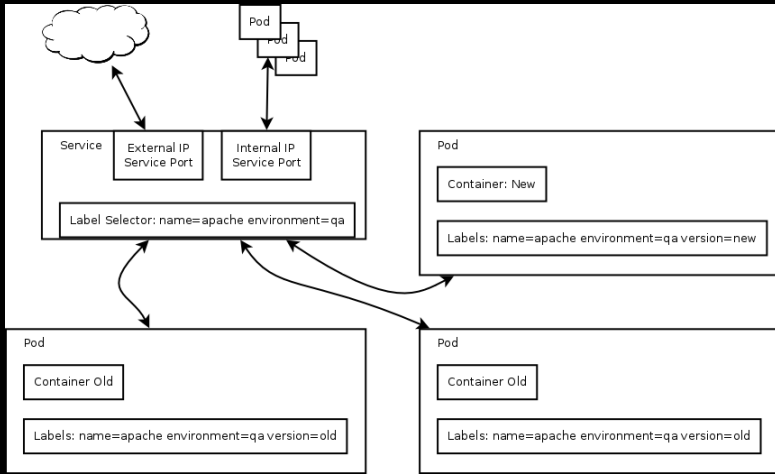 Pod
Pod
Pod
Service
External IP
Service Port
Internal IP
Service Port
Label Selector: name=apache environment=qa
Pod
Container: New
Labels: name=apache environment=qa version=new
Pod
Container Old
Labels: name=apache environment=qa version=old
Pod
Container Old
Labels: name=apache environment=qa version=old